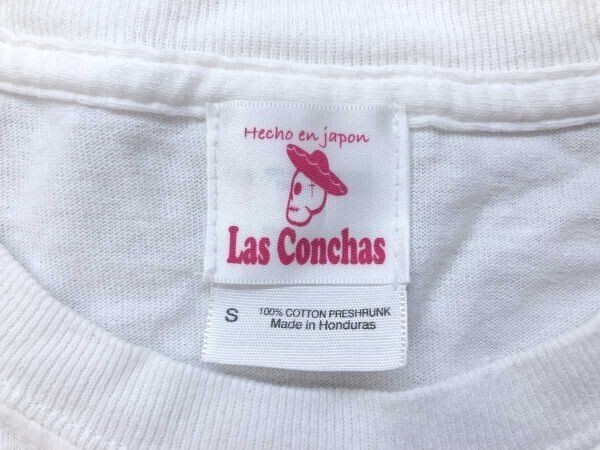 Hecho en japon
Las Conchas
S 100% COTTON PRESHRUNK
Made in Honduras